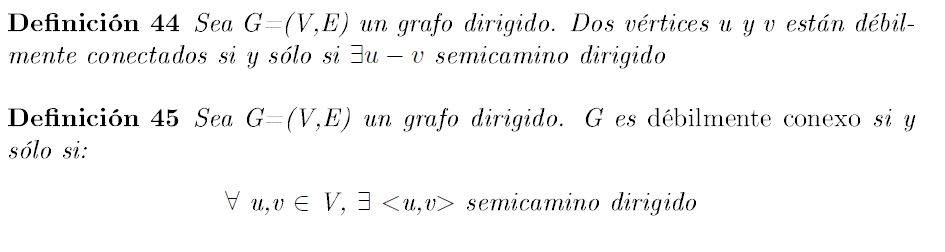 Definición 44 Sea G=(V,E) un grafo dirigido. Dos vértices u y v están débil-
mente conectados si y sólo si ∃u − v semicamino dirigido
Definición 45 Sea G=(V,E) un grafo dirigido. G es débilmente conexo si y
sólo si:
∀ u,v ∈ V, ∃ <u,v> semicamino dirigido